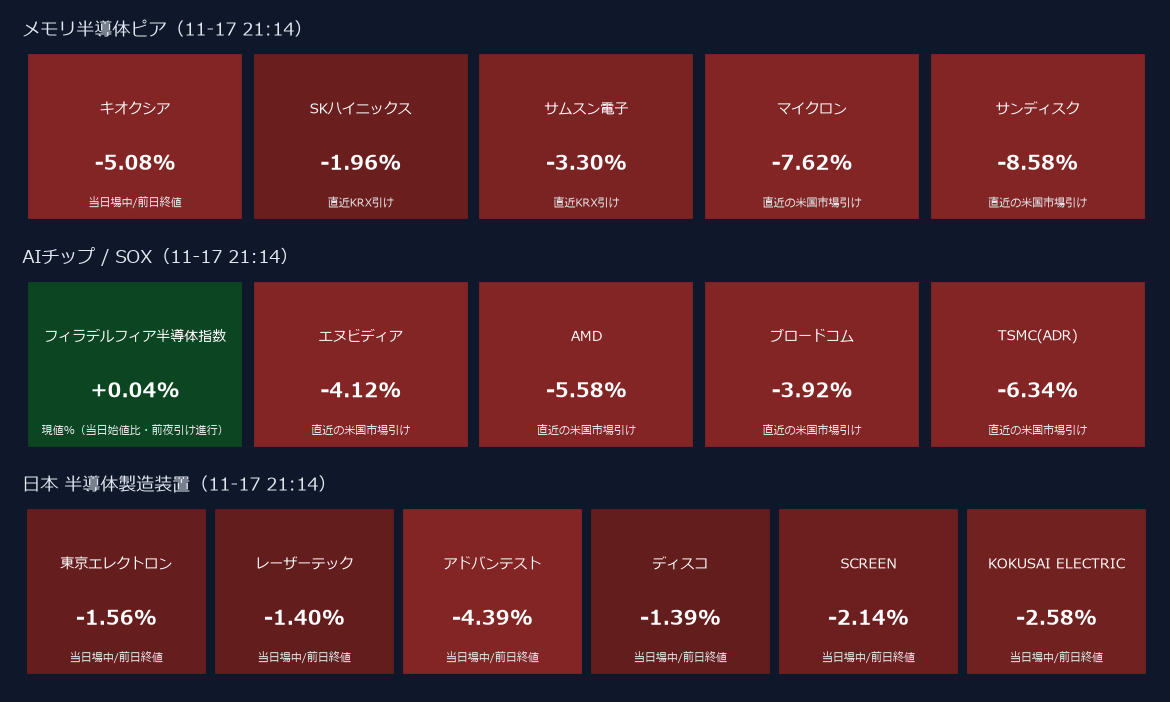 メモリ半導体ピア（11-17 21:14）
キオクシア
-5.08%
当日場中/前日終値
SKハイニックス
-1.96%
直近KRX引け
サムスン電子
-3.30%
直近KRX引け
マイクロン
-7.62%
直近の米国市場引け
サンディスク
-8.58%
直近の米国市場引け
AIチップ / SOX（11-17 21:14）
フィラデルフィア半導体指数
+0.04%
現値%（当日始値比・前夜引け進行）
エヌビディア
-4.12%
直近の米国市場引け
AMD
-5.58%
直近の米国市場引け
ブロードコム
-3.92%
直近の米国市場引け
TSMC(ADR)
-6.34%
直近の米国市場引け
日本 半導体製造装置（11-17 21:14）
東京エレクトロン
-1.56%
当日場中/前日終値
レーザーテック
-1.40%
当日場中/前日終値
アドバンテスト
-4.39%
当日場中/前日終値
ディスコ
-1.39%
当日場中/前日終値
SCREEN
-2.14%
当日場中/前日終値
KOKUSAI ELECTRIC
-2.58%
当日場中/前日終値